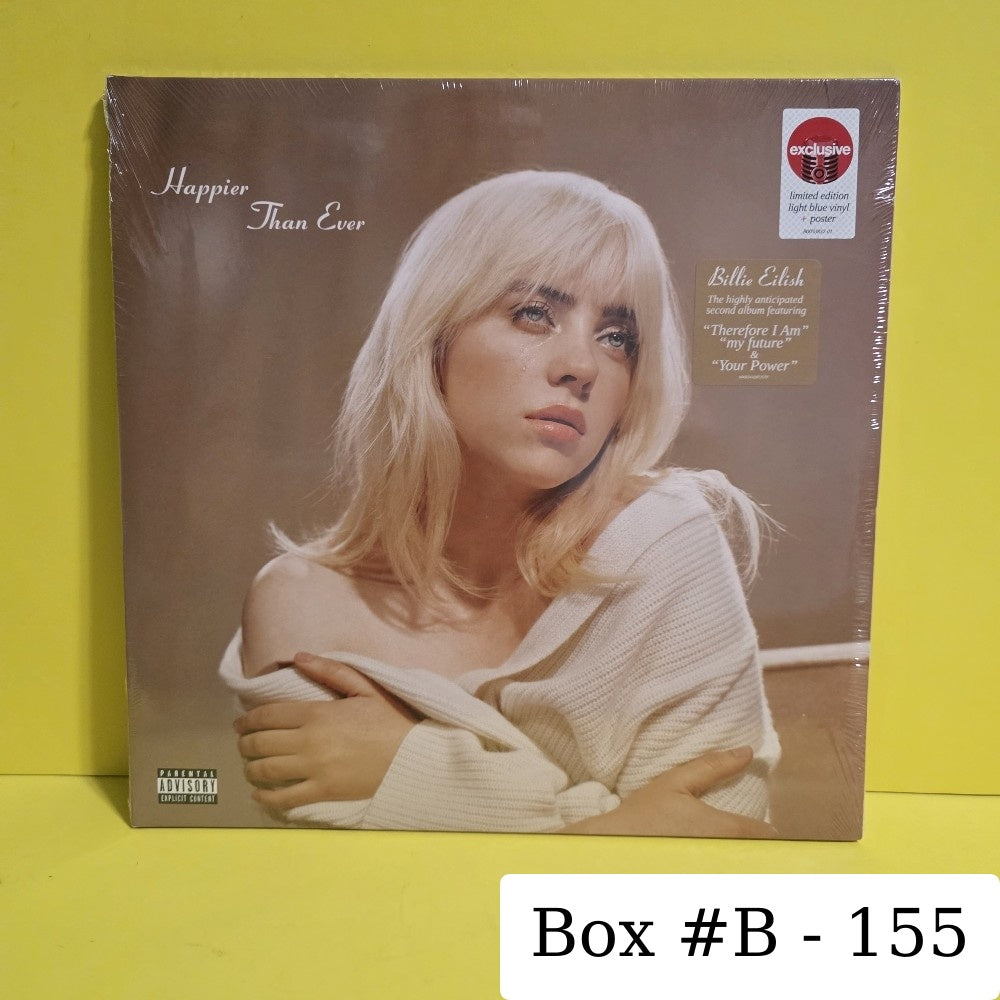 Happier
Than Ever
exclusive
limited edition
light blue vinyl
+ poster
Billie Eilish
The highly anticipated
second album featuring
“Therefore I Am”
“my future”
&
“Your Power”
PARENTAL
ADVISORY
EXPLICIT CONTENT
Box #B - 155